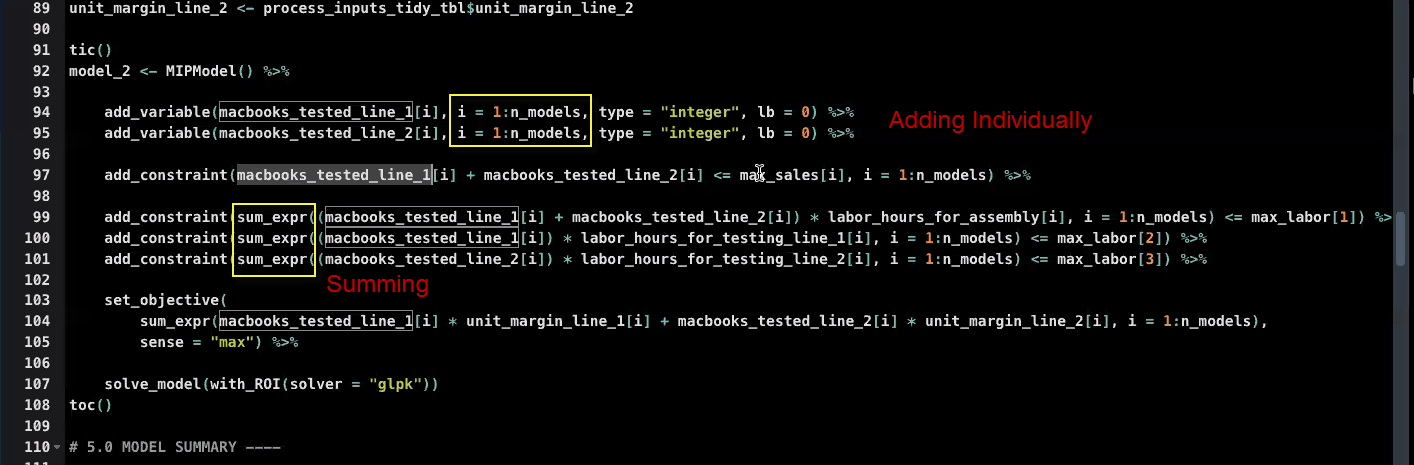 89 unit_margin_line_2 <- process_inputs_tidy_tbl$unit_margin_line_2
90
91 tic()
92 model_2 <- MIPModel() %>%
93
94 add_variable(macbooks_tested_line_1[i], i = 1:n_models, type = "integer", lb = 0) %>%
95 add_variable(macbooks_tested_line_2[i], i = 1:n_models, type = "integer", lb = 0) %>%
Adding Individually
96
97 add_constraint(macbooks_tested_line_1[i] + macbooks_tested_line_2[i] <= max_sales[i], i = 1:n_models) %>%
98
99 add_constraint(sum_expr((macbooks_tested_line_1[i] + macbooks_tested_line_2[i]) * labor_hours_for_assembly[i], i = 1:n_models) <= max_labor[1]) %>
100 add_constraint(sum_expr((macbooks_tested_line_1[i]) * labor_hours_for_testing_line_1[i], i = 1:n_models) <= max_labor[2]) %>%
101 add_constraint(sum_expr((macbooks_tested_line_2[i]) * labor_hours_for_testing_line_2[i], i = 1:n_models) <= max_labor[3]) %>%
102
Summing
103 set_objective(
104 sum_expr(macbooks_tested_line_1[i] * unit_margin_line_1[i] + macbooks_tested_line_2[i] * unit_margin_line_2[i], i = 1:n_models),
105 sense = "max") %>%
106
107 solve_model(with_ROI(solver = "glpk"))
108 toc()
109
110 # 5.0 MODEL SUMMARY ----